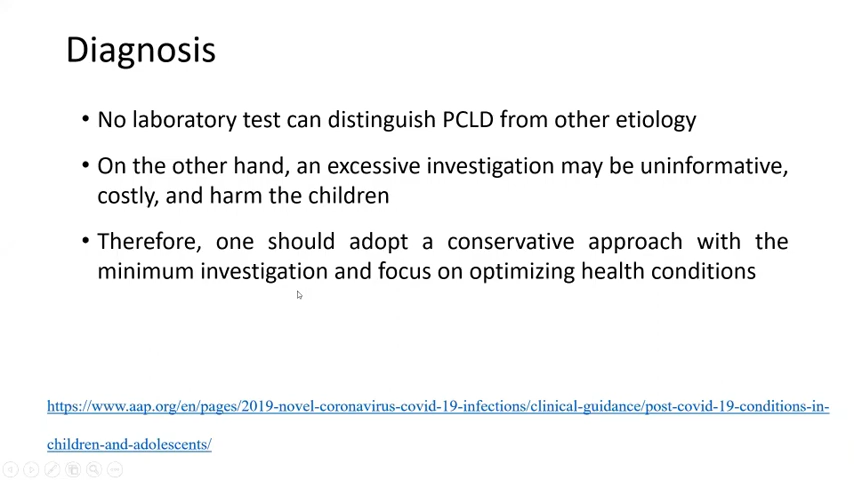 Diagnosis
• No laboratory test can distinguish PCLD from other etiology
• On the other hand, an excessive investigation may be uninformative,
costly, and harm the children
• Therefore, one should adopt a conservative approach with the
minimum investigation and focus on optimizing health conditions
https://www.aap.org/en/pages/2019-novel-coronavirus-covid-19-infections/clinical-guidance/post-covid-19-conditions-in-
children-and-adolescents/